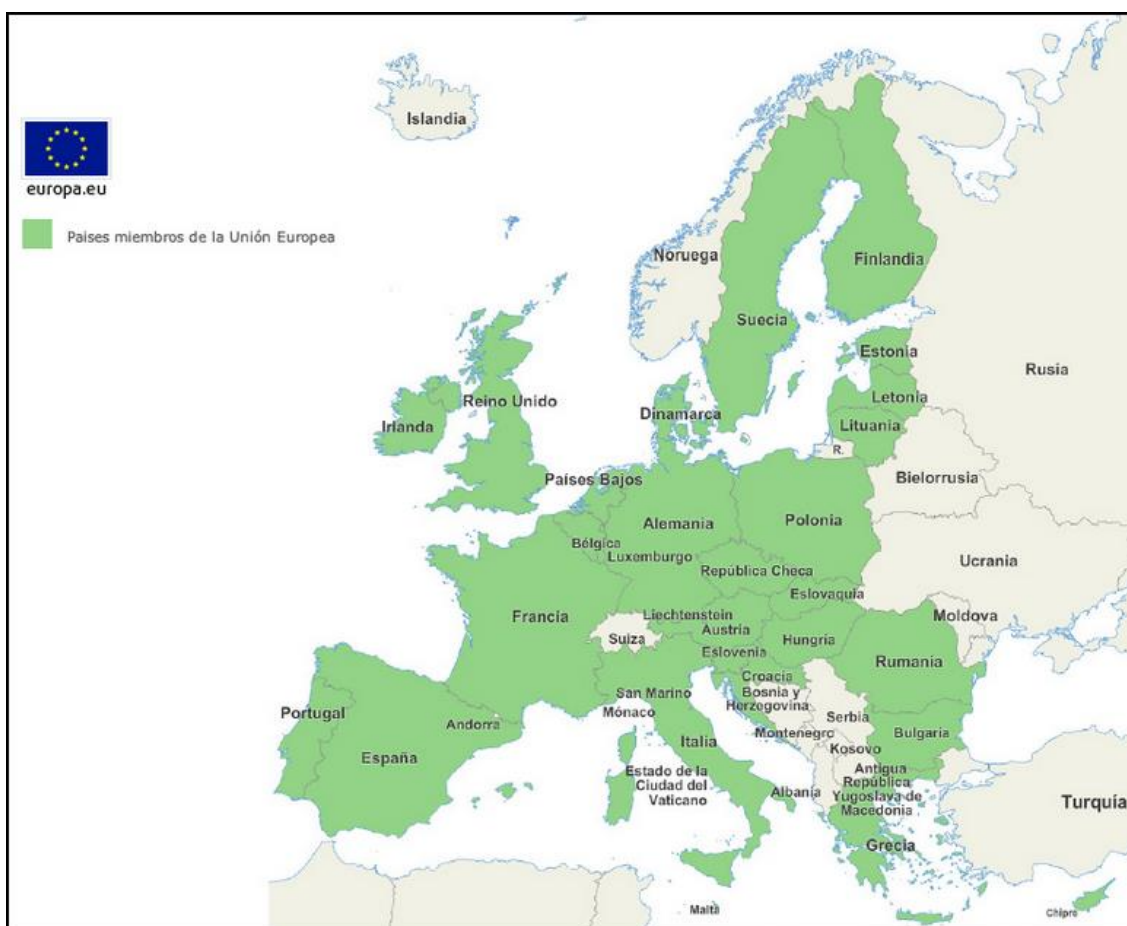 Islandia
europa.eu
Paises miembros de la Unión Europea
Noruega
Finlandia
Suecia
Estonia
Rusia
Letonia
Reino Unido
Dinamarca
Irlanda
Lituania
R.
Bielorrusia
Países Bajos
Alemania
Polonia
Bélgica
Luxemburgo
Ucrania
República Checa
Eslovaquia
Francia
Liechtenstein
Moldova
Austria
Suiza
Hungría
Eslovenia
Rumanía
Croacia
San Marino
Bosnia y
Herzegovina
Portugal
Mónaco
Serbia
Andorra
Montenegro
Bulgaria
Italia
Kosovo
España
Estado de la
Ciudad del
Vaticano
Antigua
República
Yugoslava de
Macedonia
Albania
Turquía
Grecia
Malta
Chipre